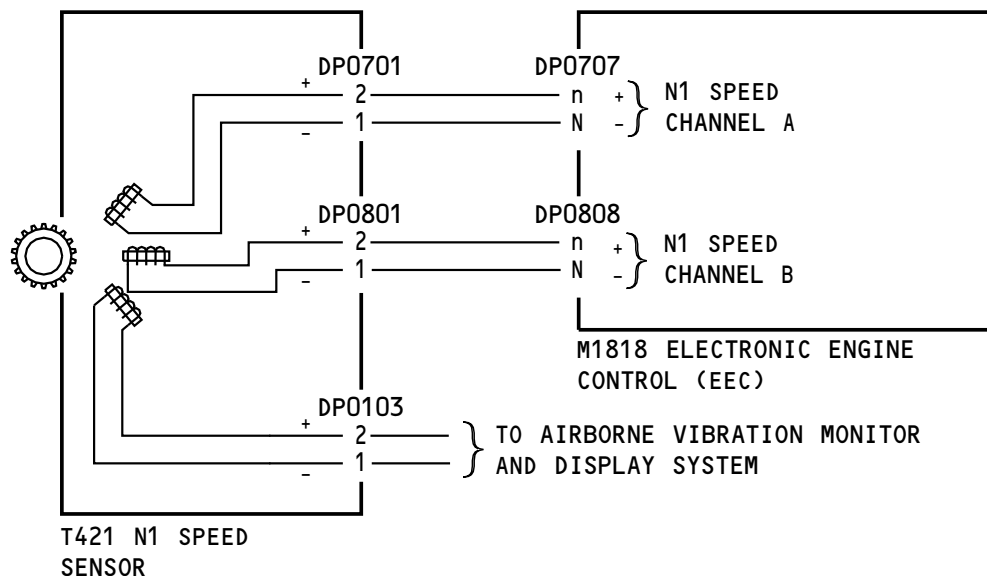 DP0701
DP0707
+ 2 n + N1 SPEED
- 1 N - CHANNEL A
DP0801
DP0808
+ 2 n + N1 SPEED
- 1 N - CHANNEL B
M1818 ELECTRONIC ENGINE
CONTROL (EEC)
DP0103
+ 2 TO AIRBORNE VIBRATION MONITOR
- 1 AND DISPLAY SYSTEM
T421 N1 SPEED
SENSOR